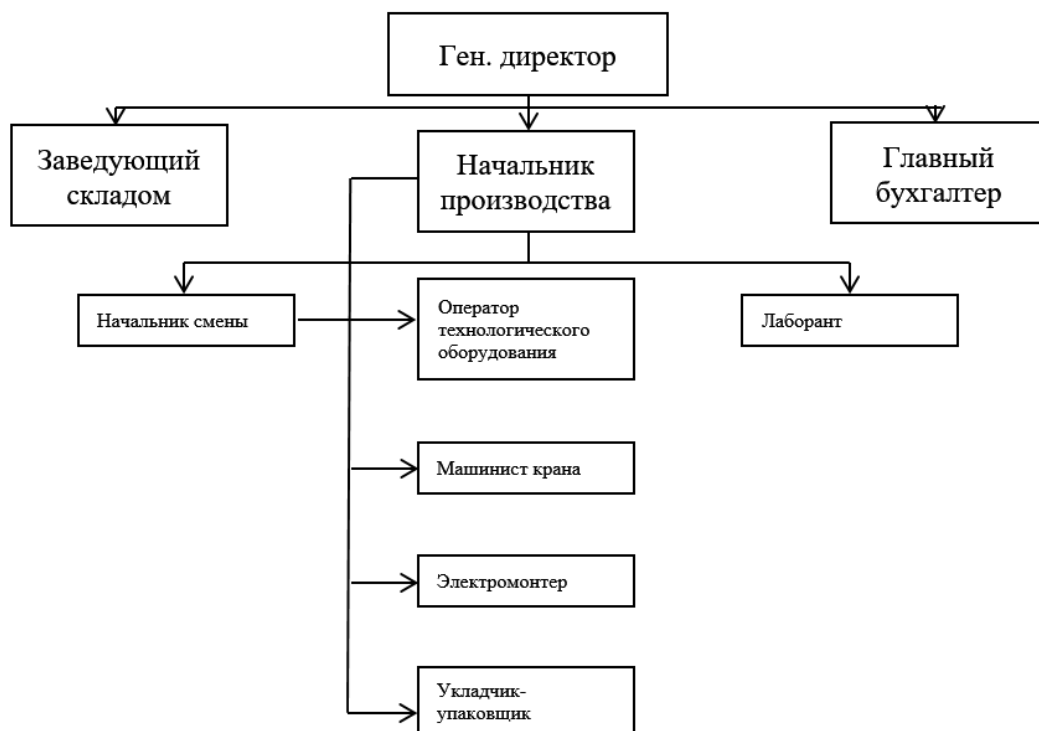 Ген. директор
Заведующий
складом
Начальник
производства
Главный
бухгалтер
Начальник смены
Оператор
технологического
оборудования
Лаборант
Машинист крана
Электромонтер
Укладчик-
упаковщик